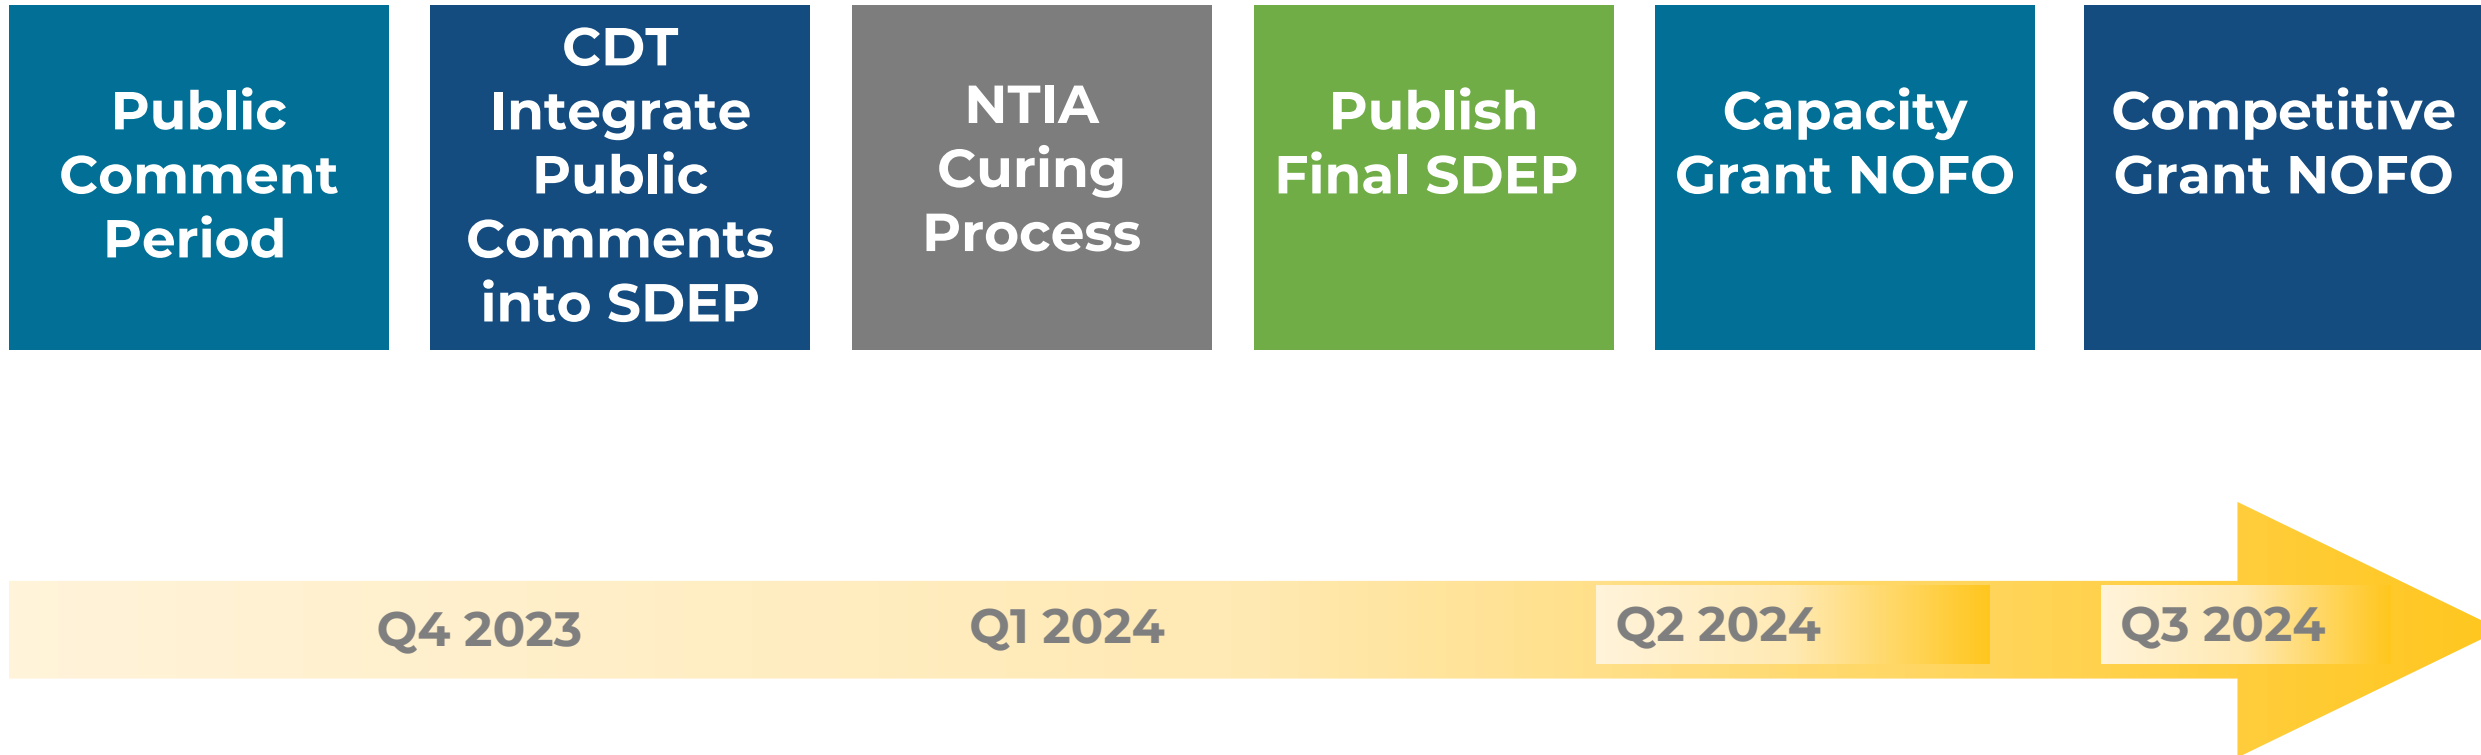 Public
Comment
Period
CDT
Integrate
Public
Comments
into SDEP
NTIA
Curing
Process
Publish
Final SDEP
Capacity
Grant NOFO
Competitive
Grant NOFO
Q4 2023
Q1 2024
Q2 2024
Q3 2024